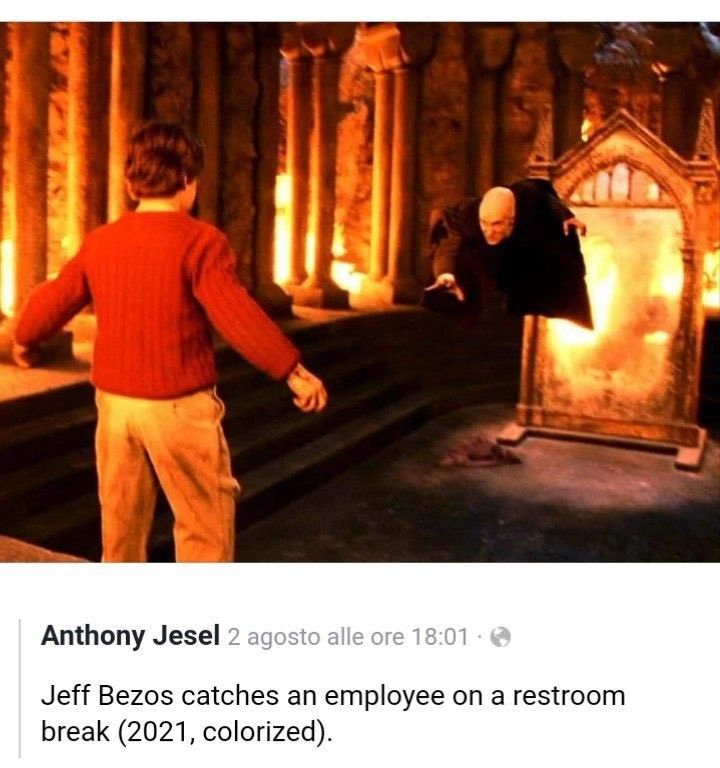 Anthony Jesel 2 agosto alle ore 18:01 ·
Jeff Bezos catches an employee on a restroom
break (2021, colorized).